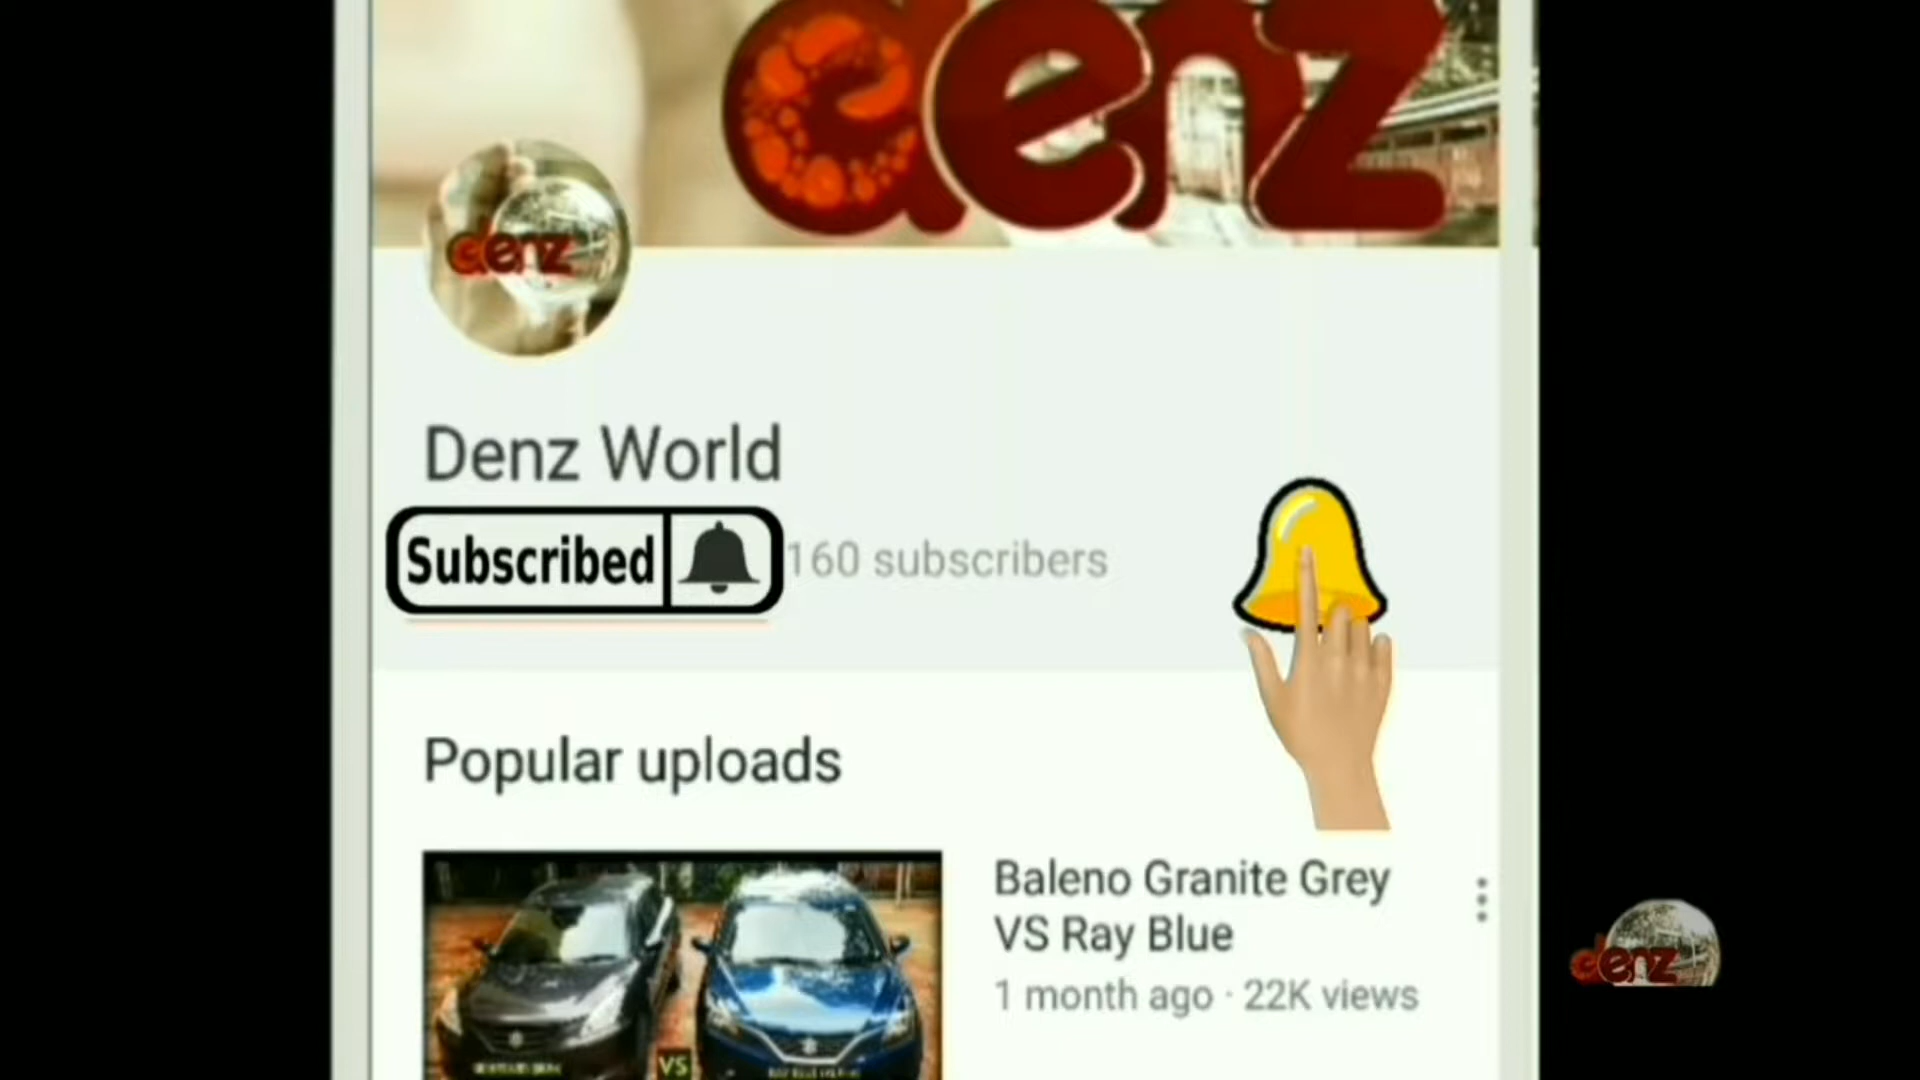 denz
denz
Denz World
Subscribed
160 subscribers
Popular uploads
Baleno Granite Grey
VS Ray Blue
1 month ago · 22K views
VS
denz